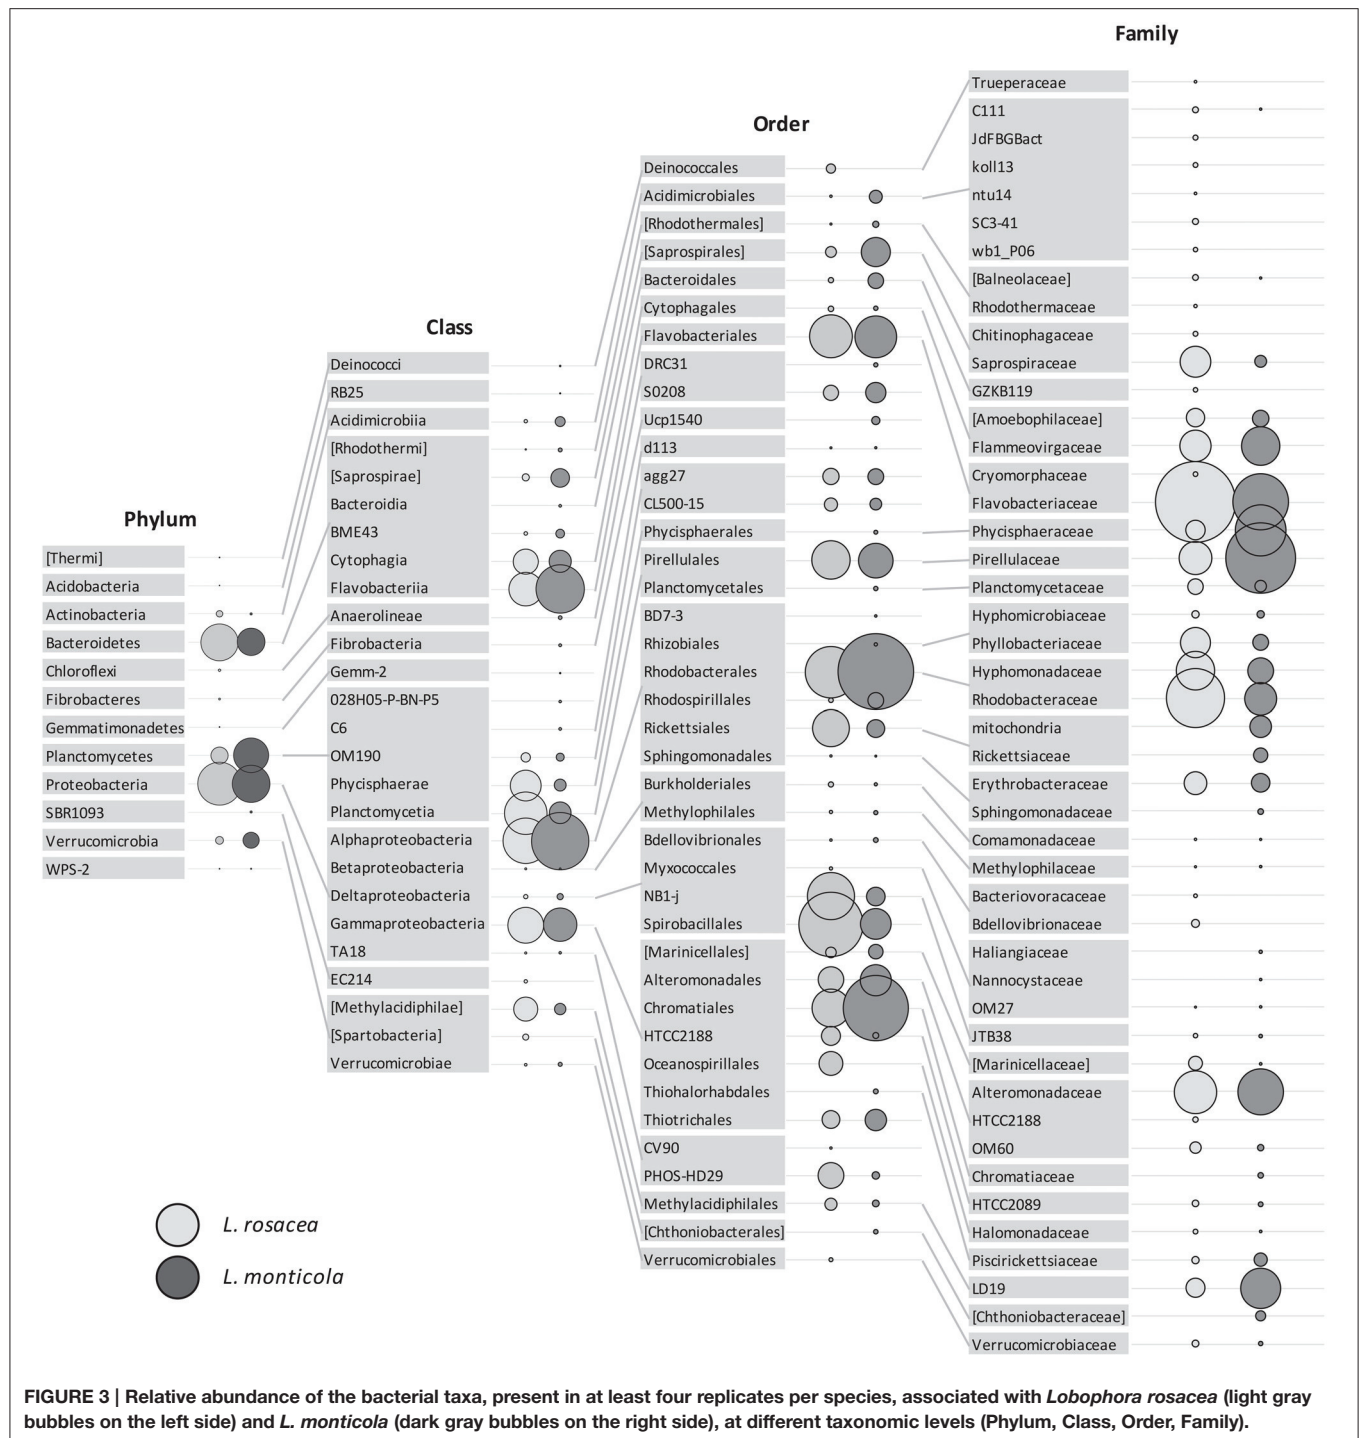 Phylum
[Thermi]
Acidobacteria
Actinobacteria
Bacteroidetes
Chloroflexi
Fibrobacteres
Gemmatimonadetes
Planctomycetes
Proteobacteria
SBR1093
Verrucomicrobia
WPS-2
Class
Deinococci
RB25
Acidimicrobiia
[Rhodothermi]
[Saprospirae]
Bacteroidia
BME43
Cytophagia
Flavobacteriia
Anaerolineae
Fibrobacteria
Gemm-2
028H05-P-BN-P5
C6
OM190
Phycisphaerae
Planctomycetia
Alphaproteobacteria
Betaproteobacteria
Deltaproteobacteria
Gammaproteobacteria
TA18
EC214
[Methylacidiphilae]
[Spartobacteria]
Verrucomicrobiae
Order
Deinococcales
Acidimicrobiales
[Rhodothermales]
[Saprospirales]
Bacteroidales
Cytophagales
Flavobacteriales
DRC31
S0208
Ucp1540
d113
agg27
CL500-15
Phycisphaerales
Pirellulales
Planctomycetales
BD7-3
Rhizobiales
Rhodobacterales
Rhodospirillales
Rickettsiales
Sphingomonadales
Burkholderiales
Methylophilales
Bdellovibrionales
Myxococcales
NB1-j
Spirobacillales
[Marinicellales]
Alteromonadales
Chromatiales
HTCC2188
Oceanospirillales
Thiohalorhabdales
Thiotrichales
CV90
PHOS-HD29
Methylacidiphilales
[Chthoniobacterales]
Verrucomicrobiales
Family
Trueperaceae
C111
JdFBGBact
koll13
ntu14
SC3-41
wb1_P06
[Balneolaceae]
Rhodothermaceae
Chitinophagaceae
Saprospiraceae
GZKB119
[Amoebophilaceae]
Flammeovirgaceae
Cryomorphaceae
Flavobacteriaceae
Phycisphaeraceae
Pirellulaceae
Planctomycetaceae
Hyphomicrobiaceae
Phyllobacteriaceae
Hyphomonadaceae
Rhodobacteraceae
mitochondria
Rickettsiaceae
Erythrobacteraceae
Sphingomonadaceae
Comamonadaceae
Methylophilaceae
Bacteriovoracaceae
Bdellovibrionaceae
Haliangiaceae
Nannocystaceae
OM27
JTB38
[Marinicellaceae]
Alteromonadaceae
HTCC2188
OM60
Chromatiaceae
HTCC2089
Halomonadaceae
Piscirickettsiaceae
LD19
[Chthoniobacteraceae]
Verrucomicrobiaceae
L. rosacea
L. monticola
FIGURE 3 | Relative abundance of the bacterial taxa, present in at least four replicates per species, associated with Lobophora rosacea (light gray
bubbles on the left side) and L. monticola (dark gray bubbles on the right side), at different taxonomic levels (Phylum, Class, Order, Family).